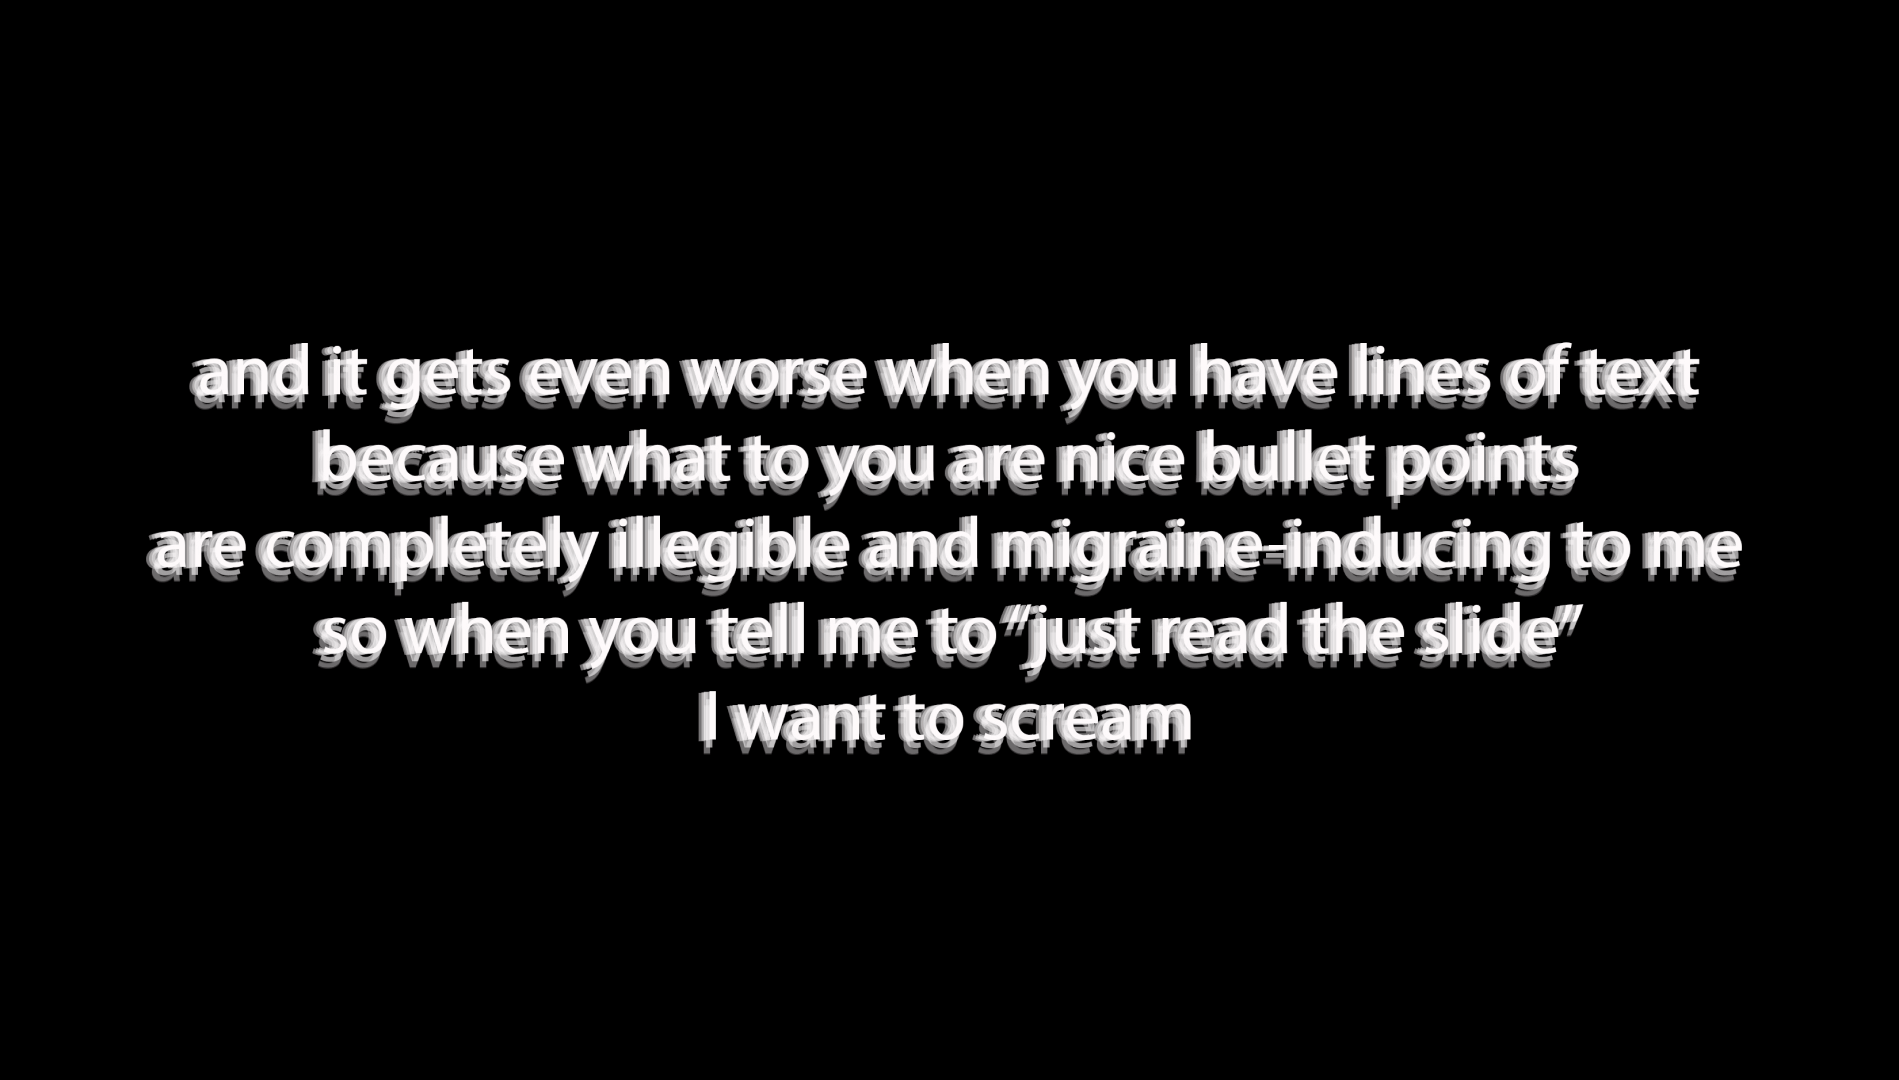 and it gets even worse when you have lines of text
because what to you are nice bullet points
are completely illegible and migraine-inducing to me
so when you tell me to “just read the slide”
I want to scream